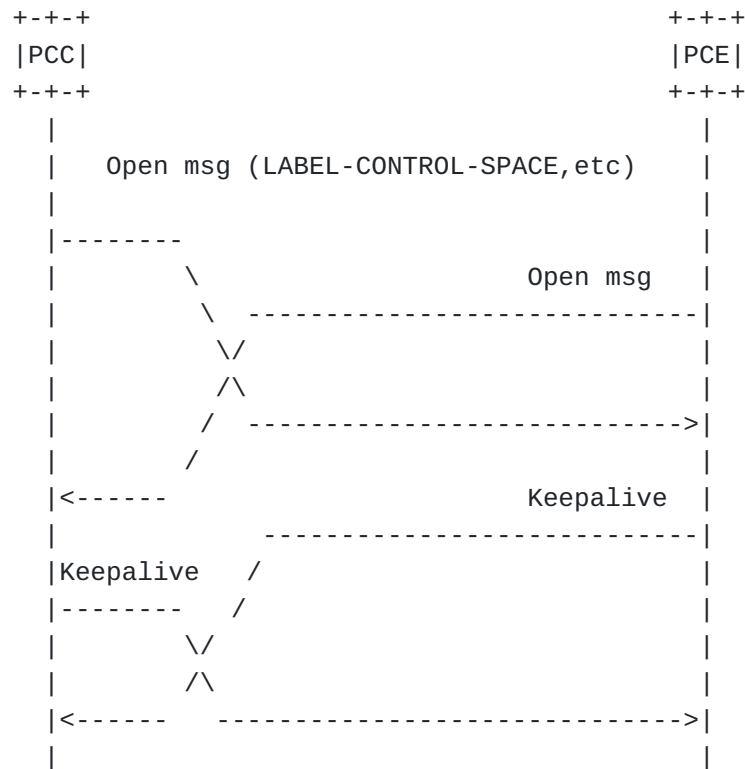 +-+-+                                      +-+-+
|PCC|                                      |PCE|
+-+-+                                      +-+-+
  |                                          |
  |   Open msg (LABEL-CONTROL-SPACE,etc)    |
  |                                          |
  |--------                                  |
  |        \                     Open msg   |
  |         \  -----------------------------|
  |          \/                              |
  |          /\                              |
  |         /  ---------------------------->|
  |        /                                 |
  |<------                       Keepalive  |
  |             ----------------------------|
  |Keepalive   /                             |
  |--------   /                              |
  |        \/                                |
  |        /\                                |
  |<------   ------------------------------>|
  |                                          |